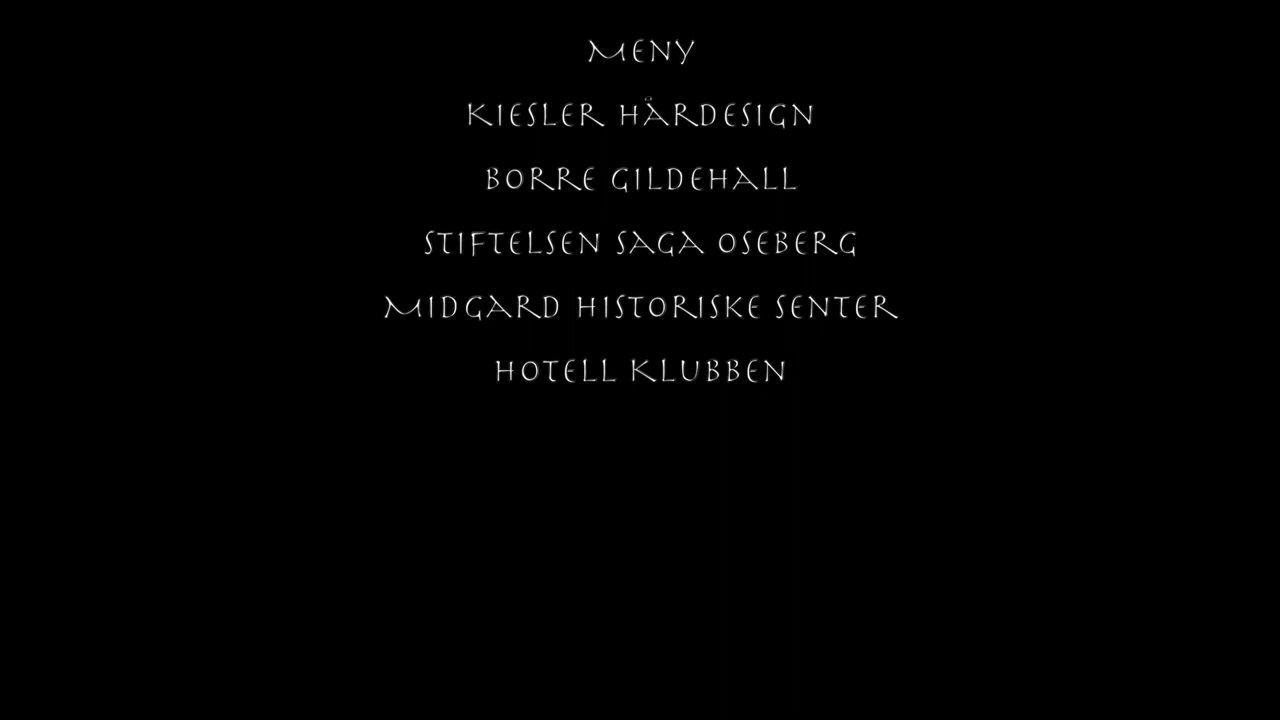 Meny
Kiesler Hårdesign
Borre Gildehall
Stiftelsen Saga Oseberg
Midgard Historiske Senter
Hotell Klubben